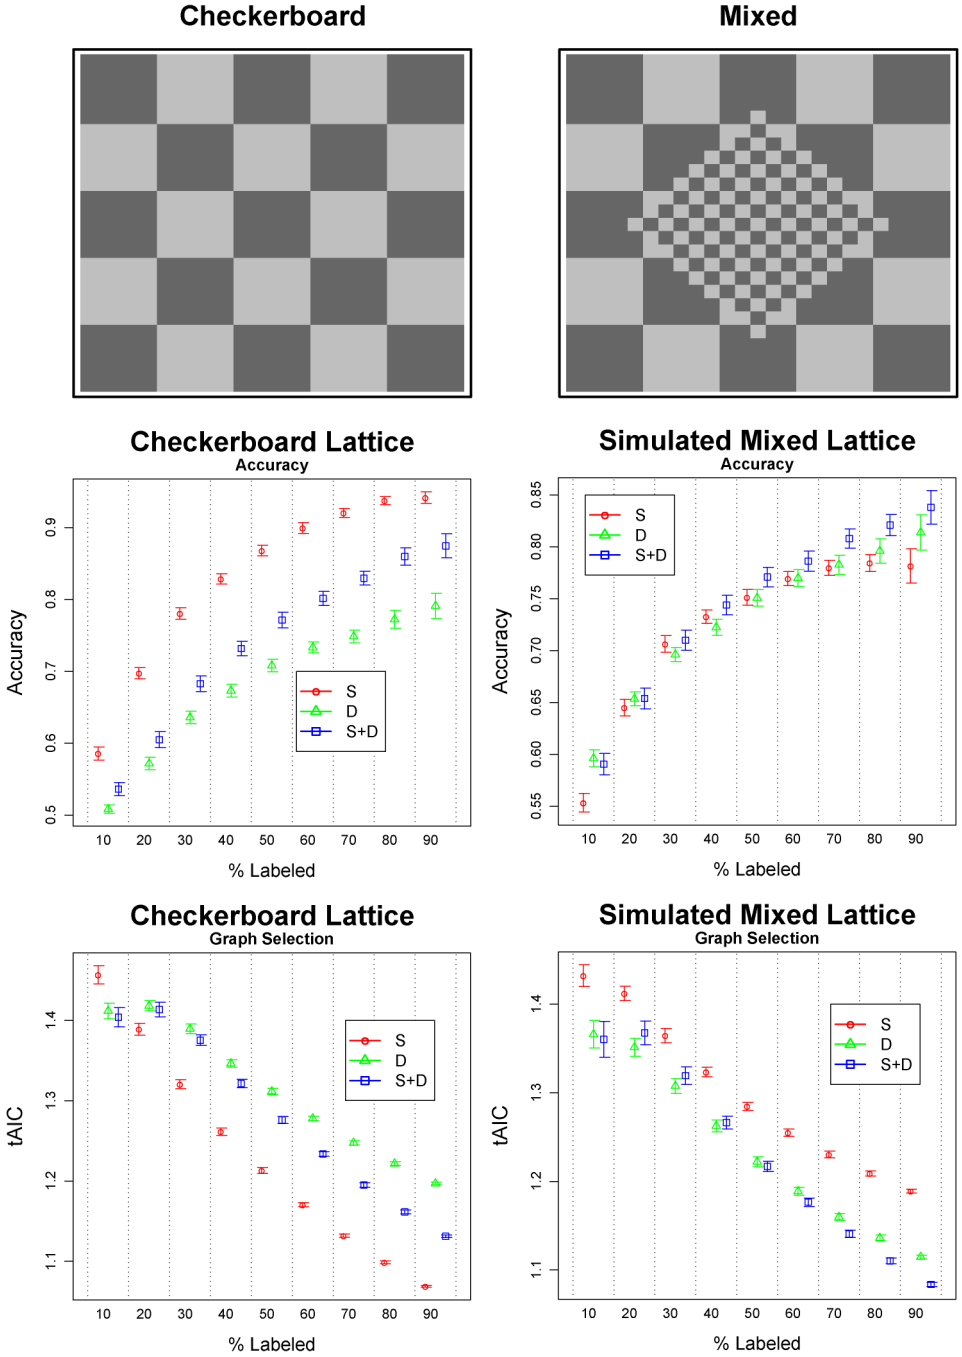 Checkerboard
Mixed
Checkerboard Lattice
Accuracy
Accuracy
0.5
0.6
0.7
0.8
0.9
S
D
S+D
10 20 30 40 50 60 70 80 90
% Labeled
Simulated Mixed Lattice
Accuracy
Accuracy
0.55
0.60
0.65
0.70
0.75
0.80
0.85
S
D
S+D
10 20 30 40 50 60 70 80 90
% Labeled
Checkerboard Lattice
Graph Selection
tAIC
1.1
1.2
1.3
1.4
S
D
S+D
10 20 30 40 50 60 70 80 90
% Labeled
Simulated Mixed Lattice
Graph Selection
tAIC
1.1
1.2
1.3
1.4
S
D
S+D
10 20 30 40 50 60 70 80 90
% Labeled